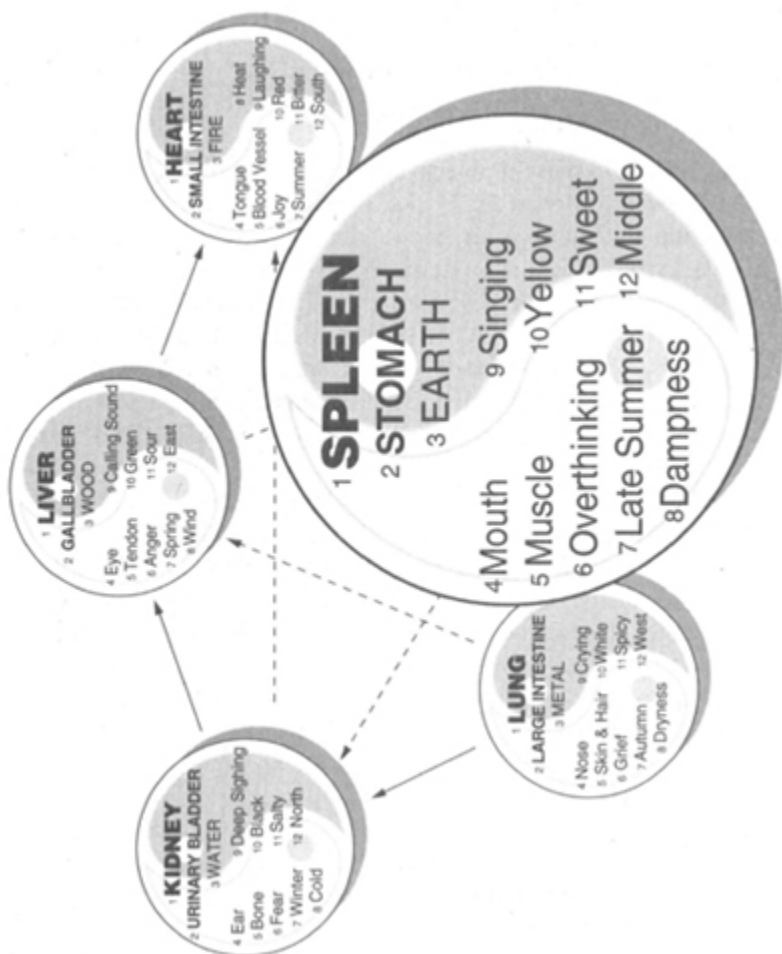 1 LIVER
2 GALLBLADDER
3 WOOD
4 Eye 9 Calling Sound
5 Tendon 10 Green
6 Anger 11 Sour
7 Spring 12 East
8 Wind
1 KIDNEY
2 URINARY BLADDER
3 WATER
4 Ear 9 Deep Sighing
5 Bone 10 Black
6 Fear 11 Salty
7 Winter 12 North
8 Cold
1 HEART
2 SMALL INTESTINE
3 FIRE
4 Tongue 8 Heat
5 Blood Vessel 9 Laughing
6 Joy 10 Red
7 Summer 11 Bitter
12 South
1 LUNG
2 LARGE INTESTINE
3 METAL
4 Nose 9 Crying
5 Skin & Hair 10 White
6 Grief 11 Spicy
7 Autumn 12 West
8 Dryness
1 SPLEEN
2 STOMACH
3 EARTH
4 Mouth 9 Singing
5 Muscle 10 Yellow
6 Overthinking 11 Sweet
7 Late Summer 12 Middle
8 Dampness